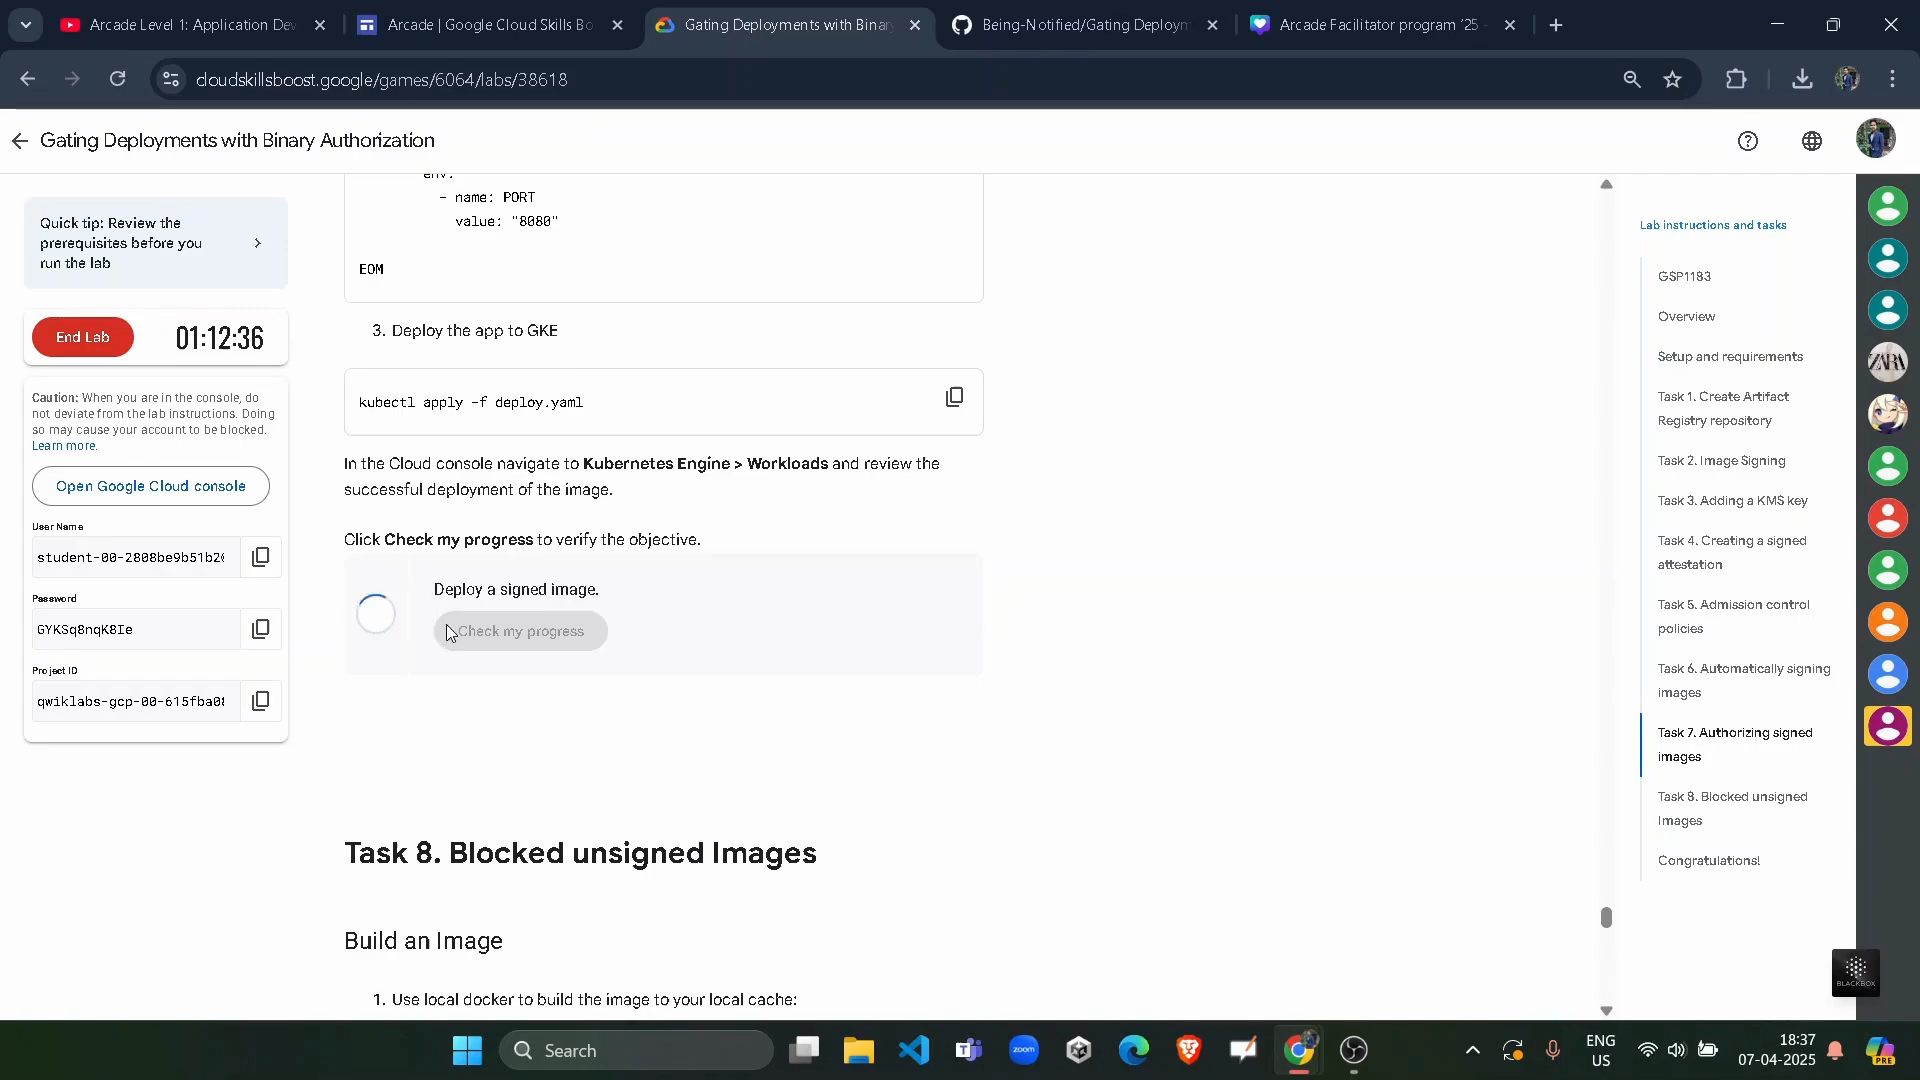 Arcade Level 1: Application Dev
Arcade | Google Cloud Skills Bo
Gating Deployments with Binary
Being-Notified/Gating Deploym
Arcade Facilitator program '25 -
cloudskillsboost.google/games/6064/labs/38618
Gating Deployments with Binary Authorization
Quick tip: Review the
prerequisites before you
run the lab
End Lab
01:12:36
Caution: When you are in the console, do
not deviate from the lab instructions. Doing
so may cause your account to be blocked.
Learn more.
Open Google Cloud console
User Name
student-00-2808be9b51b2
Password
GYKSq8nqK8Ie
Project ID
qwiklabs-gcp-00-615fba0
env:
- name: PORT
value: "8080"
EOM
3. Deploy the app to GKE
kubectl apply -f deploy.yaml
In the Cloud console navigate to Kubernetes Engine > Workloads and review the
successful deployment of the image.
Click Check my progress to verify the objective.
Deploy a signed image.
Check my progress
Task 8. Blocked unsigned Images
Build an Image
1. Use local docker to build the image to your local cache:
Lab instructions and tasks
GSP1183
Overview
Setup and requirements
Task 1. Create Artifact
Registry repository
Task 2. Image Signing
Task 3. Adding a KMS key
Task 4. Creating a signed
attestation
Task 5. Admission control
policies
Task 6. Automatically signing
images
Task 7. Authorizing signed
images
Task 8. Blocked unsigned
Images
Congratulations!
ZARA
BLACKBOX
Search
zoom
ENG
US
18:37
07-04-2025
PRE